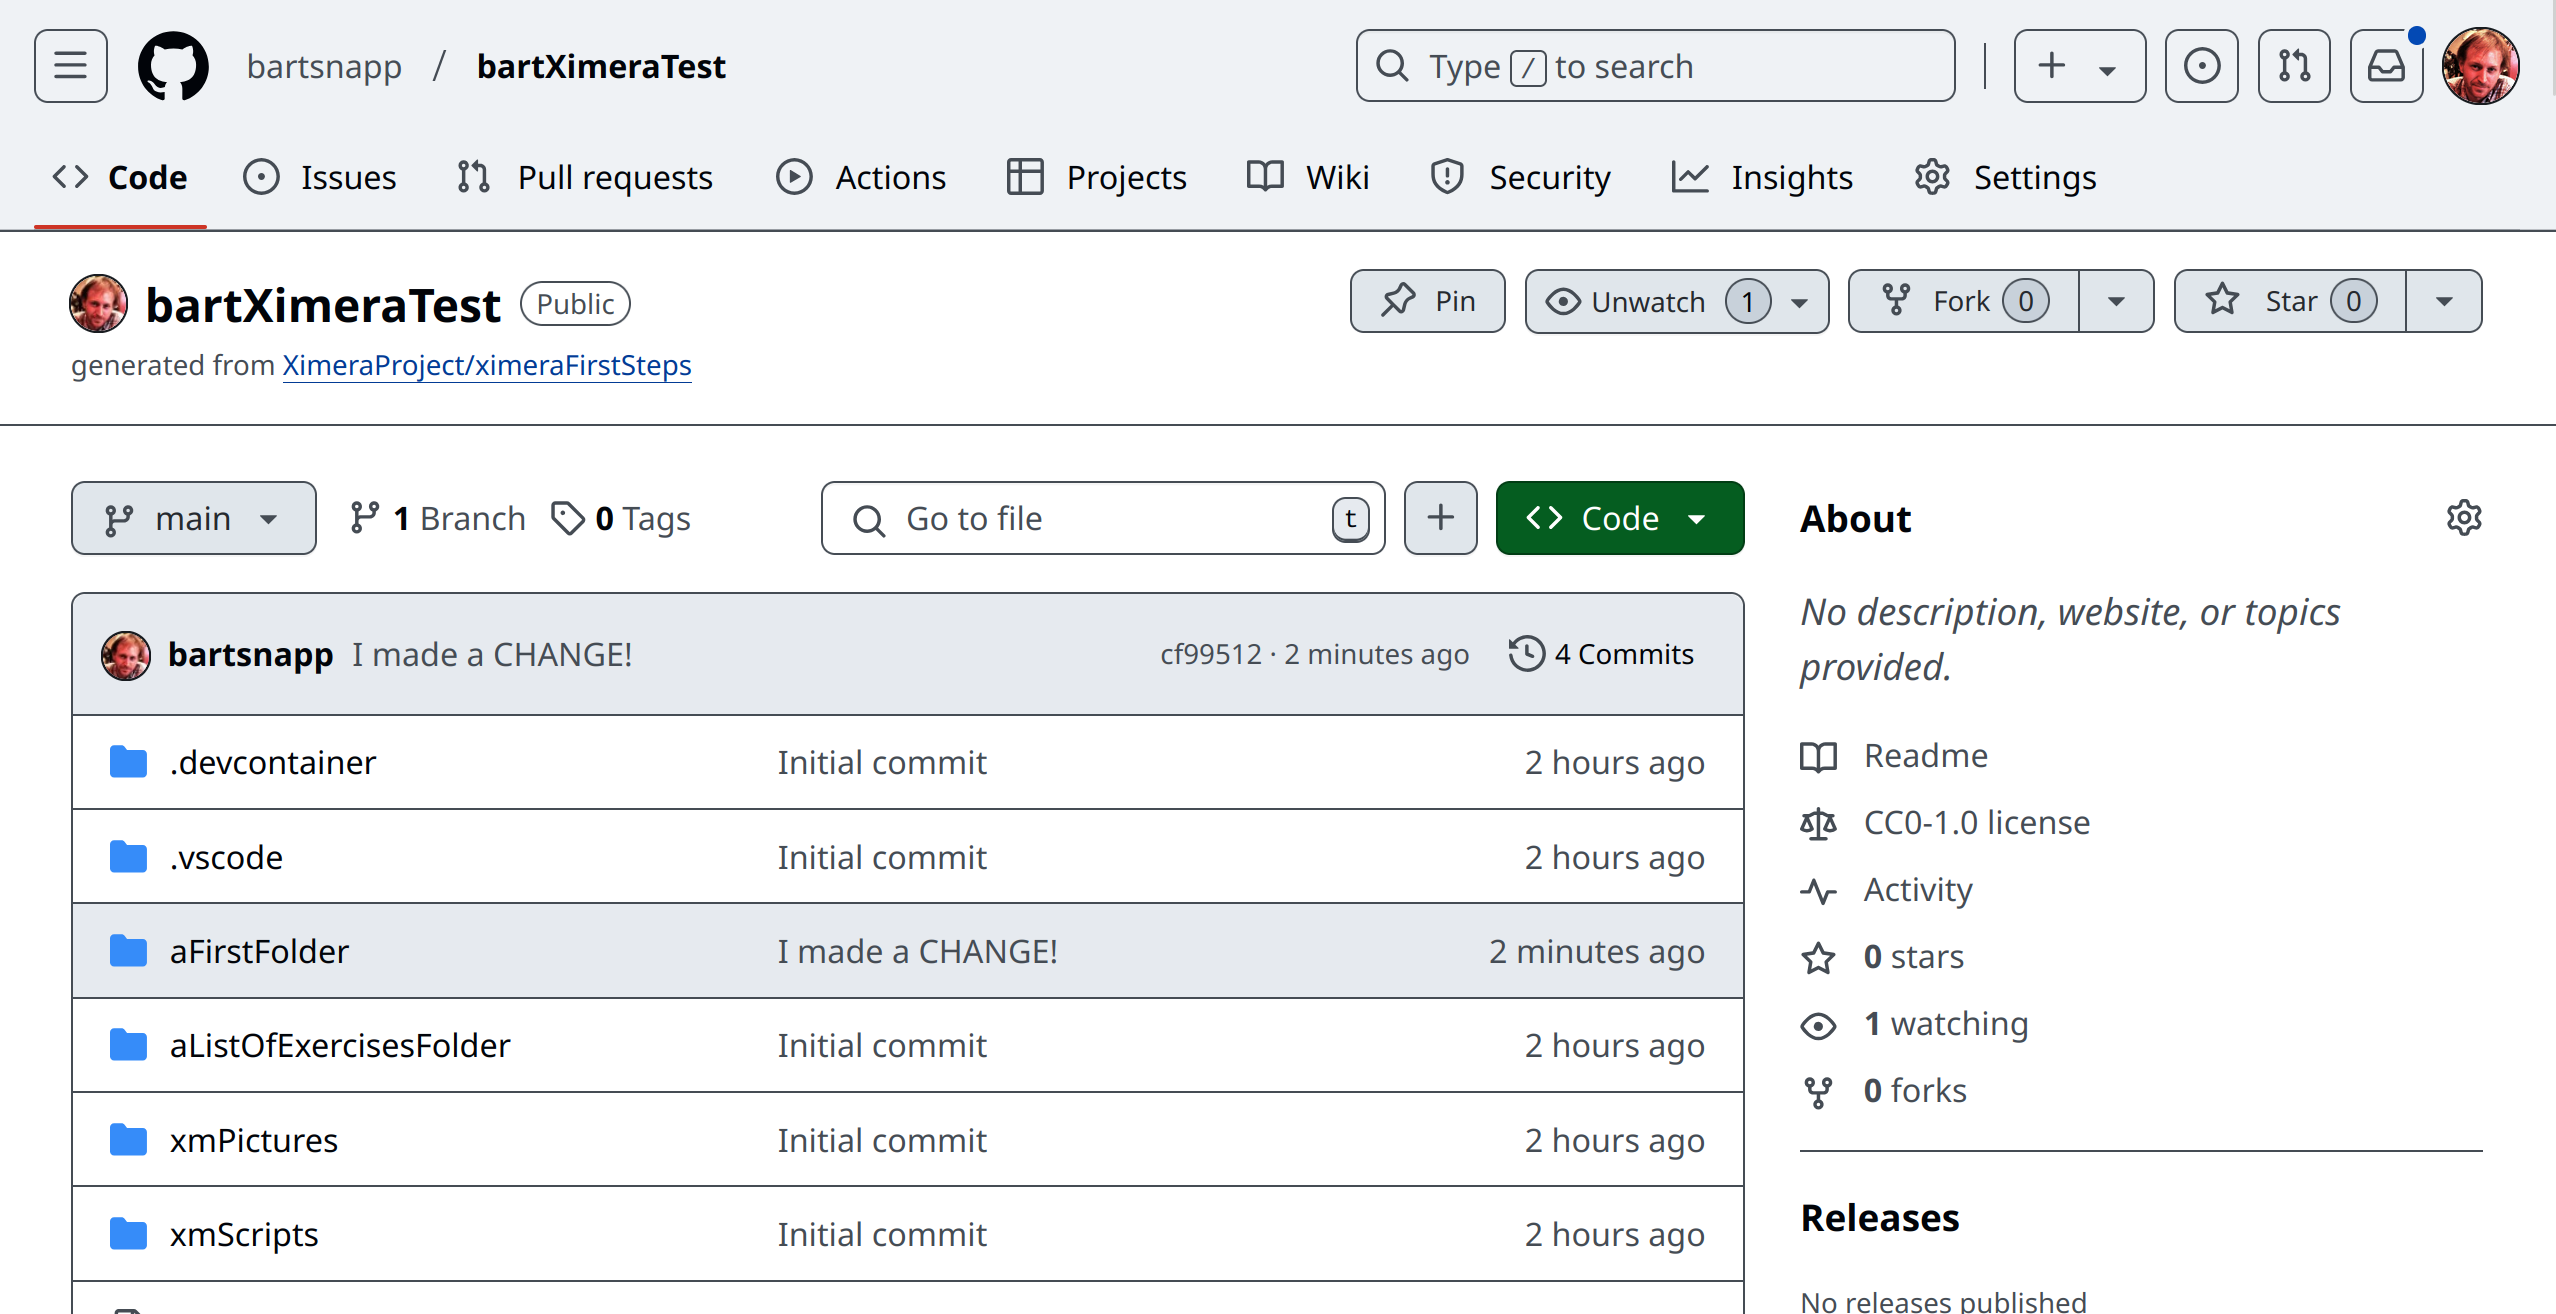 bartsnapp / bartXimeraTest
Type / to search
Code Issues Pull requests Actions Projects Wiki Security Insights Settings
bartXimeraTest Public
Pin Unwatch 1 Fork 0 Star 0
generated from XimeraProject/ximeraFirstSteps
main 1 Branch 0 Tags Go to file t Code
About
No description, website, or topics
provided.
bartsnapp I made a CHANGE! cf99512 · 2 minutes ago 4 Commits
.devcontainer Initial commit 2 hours ago
.vscode Initial commit 2 hours ago
aFirstFolder I made a CHANGE! 2 minutes ago
aListOfExercisesFolder Initial commit 2 hours ago
xmPictures Initial commit 2 hours ago
xmScripts Initial commit 2 hours ago
Readme
CC0-1.0 license
Activity
0 stars
1 watching
0 forks
Releases
No releases published